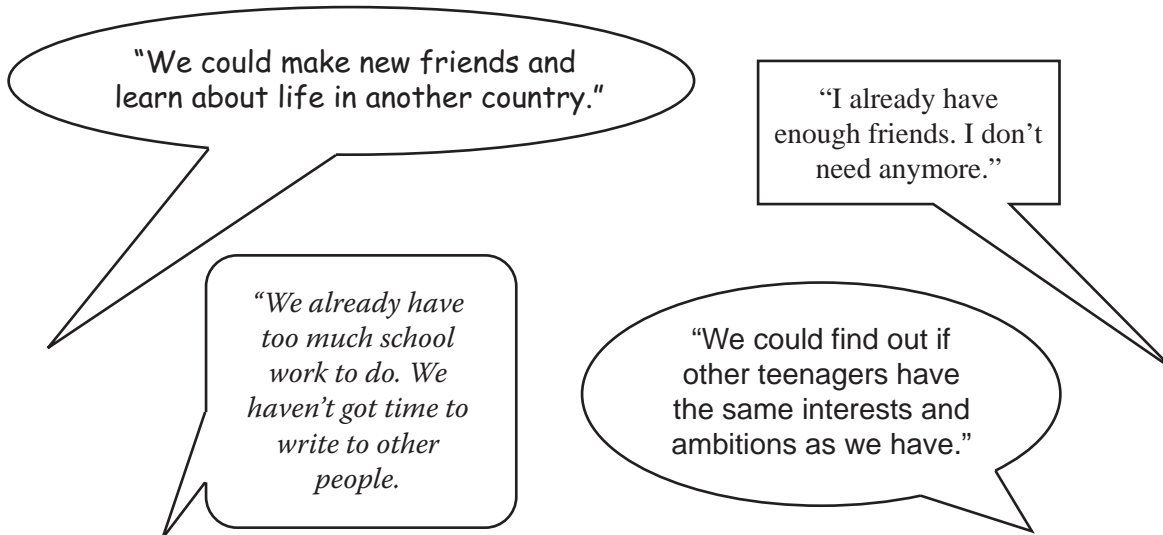 “We could make new friends and
learn about life in another country.”
“I already have
enough friends. I don’t
need anymore.”
“We already have
too much school
work to do. We
haven’t got time to
write to other
people.
“We could find out if
other teenagers have
the same interests and
ambitions as we have.”